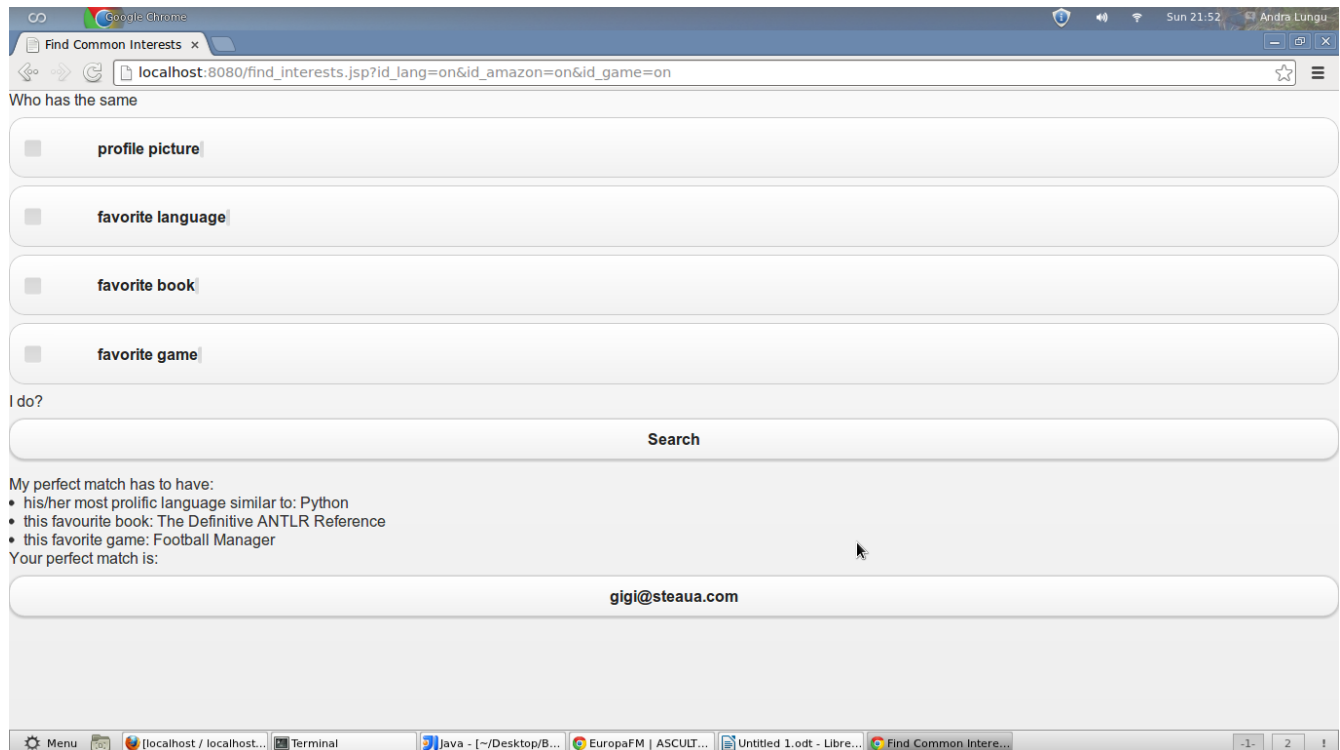 Google Chrome
Sun 21:52
Andra Lungu
Find Common Interests
localhost:8080/find_interests.jsp?id_lang=on&id_amazon=on&id_game=on
Who has the same
profile picture
favorite language
favorite book
favorite game
I do?
Search
My perfect match has to have:
• his/her most prolific language similar to: Python
• this favourite book: The Definitive ANTLR Reference
• this favorite game: Football Manager
Your perfect match is:
gigi@steaua.com
Menu
[localhost / localhost...
Terminal
Java - [~/Desktop/B...
EuropaFM | ASCULT...
Untitled 1.odt - Libre...
Find Common Intere...
-1-
2
!